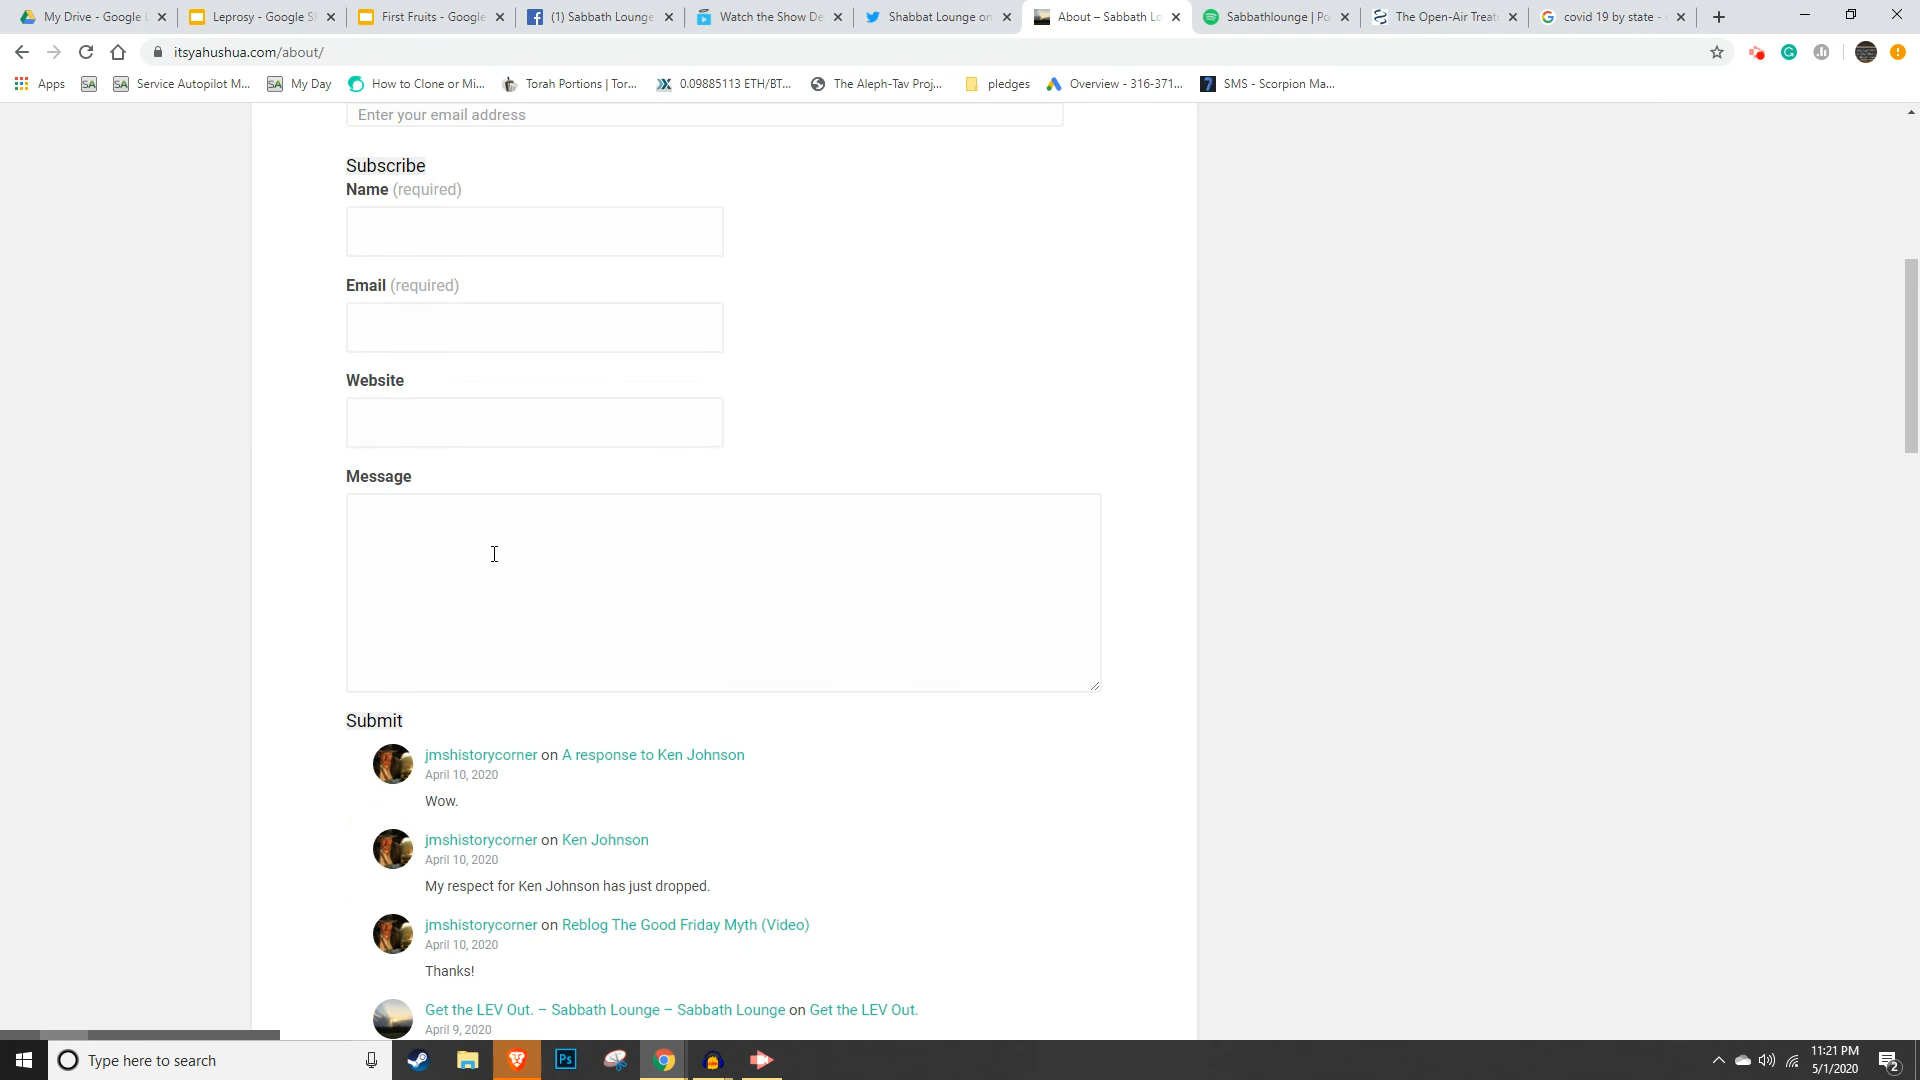 My Drive - Google D
Leprosy - Google Sl
First Fruits - Google
(1) Sabbath Lounge
Watch the Show De
Shabbat Lounge on
About – Sabbath Lo
Sabbathlounge | Po
The Open-Air Treat
covid 19 by state -
itsyahushua.com/about/
Apps
SA
SA Service Autopilot M...
SA My Day
How to Clone or Mi...
Torah Portions | Tor...
0.09885113 ETH/BT...
The Aleph-Tav Proj...
pledges
Overview - 316-371...
SMS - Scorpion Ma...
Enter your email address
Subscribe
Name (required)
Email (required)
Website
Message
Submit
jmshistorycorner on A response to Ken Johnson
April 10, 2020
Wow.
jmshistorycorner on Ken Johnson
April 10, 2020
My respect for Ken Johnson has just dropped.
jmshistorycorner on Reblog The Good Friday Myth (Video)
April 10, 2020
Thanks!
Get the LEV Out. – Sabbath Lounge – Sabbath Lounge on Get the LEV Out.
April 9, 2020
Type here to search
Ps
11:21 PM
5/1/2020
2